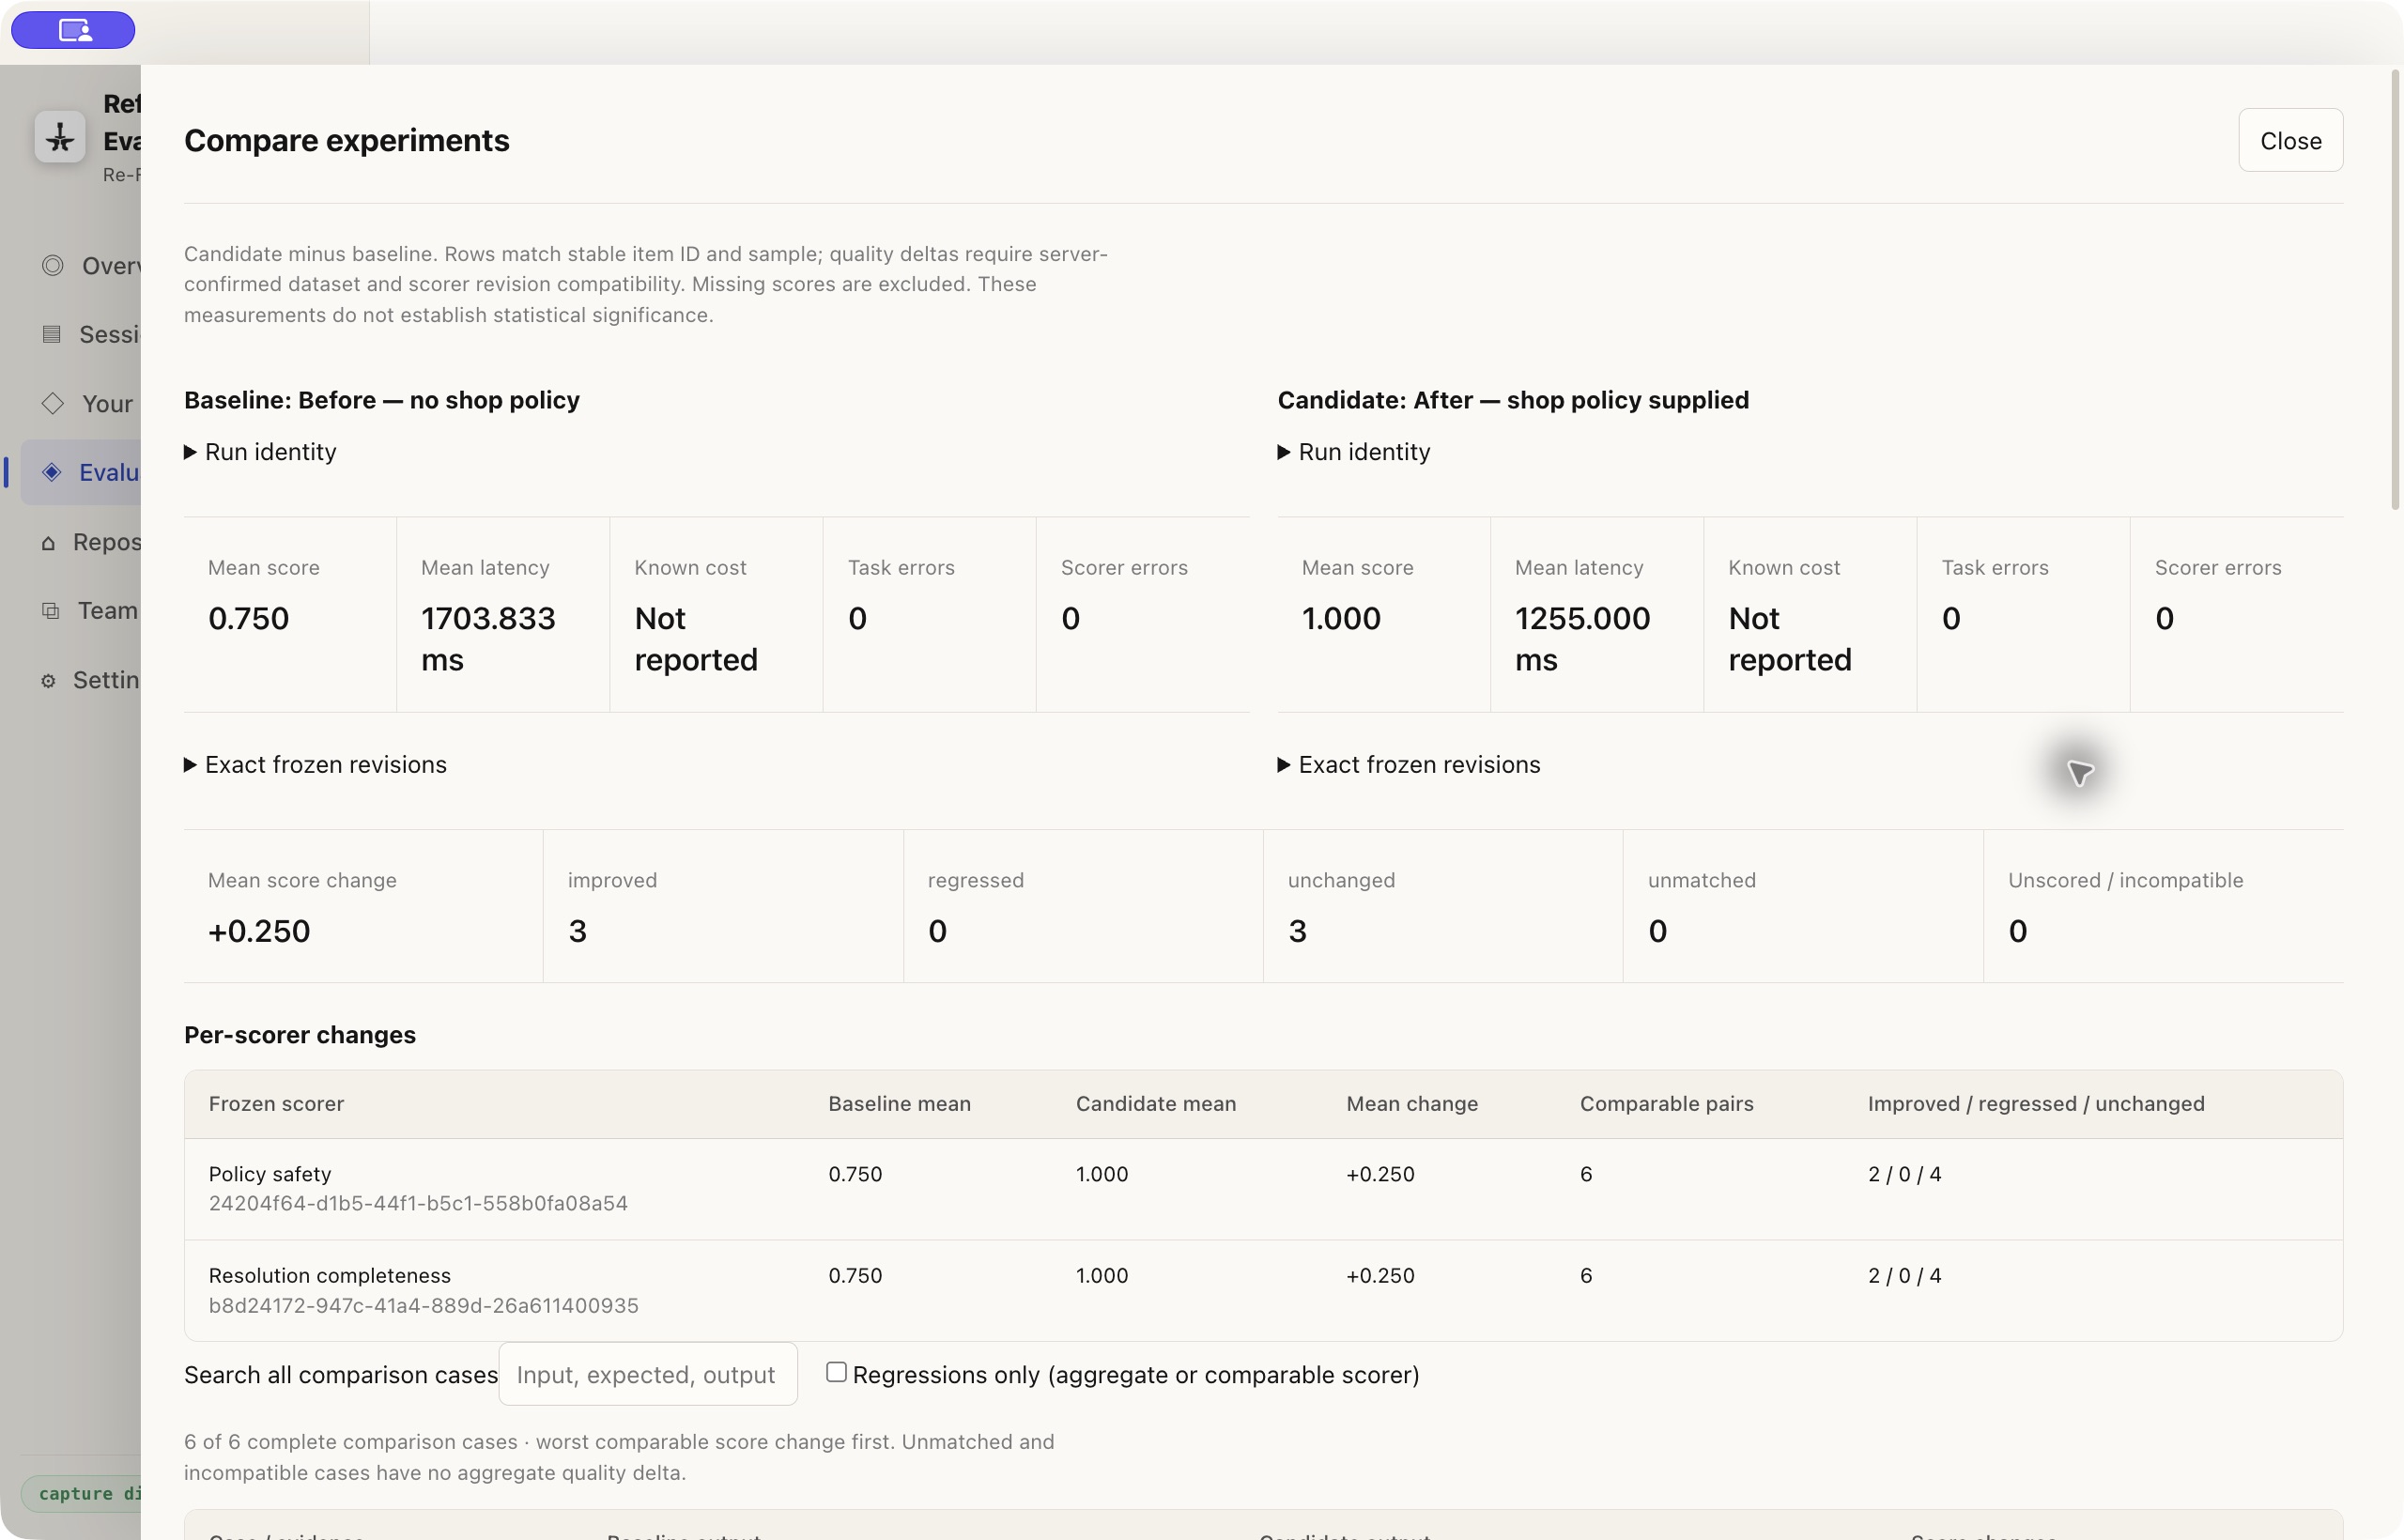 Compare experiments
Close
Candidate minus baseline. Rows match stable item ID and sample; quality deltas require server-
confirmed dataset and scorer revision compatibility. Missing scores are excluded. These
measurements do not establish statistical significance.
Baseline: Before — no shop policy
Run identity
Mean score
0.750
Mean latency
1703.833
ms
Known cost
Not
reported
Task errors
0
Scorer errors
0
Exact frozen revisions
Candidate: After — shop policy supplied
Run identity
Mean score
1.000
Mean latency
1255.000
ms
Known cost
Not
reported
Task errors
0
Scorer errors
0
Exact frozen revisions
Mean score change
+0.250
improved
3
regressed
0
unchanged
3
unmatched
0
Unscored / incompatible
0
Per-scorer changes
Frozen scorer Baseline mean Candidate mean Mean change Comparable pairs Improved / regressed / unchanged
Policy safety 0.750 1.000 +0.250 6 2 / 0 / 4
24204f64-d1b5-44f1-b5c1-558b0fa08a54
Resolution completeness 0.750 1.000 +0.250 6 2 / 0 / 4
b8d24172-947c-41a4-889d-26a611400935
Search all comparison cases Input, expected, output Regressions only (aggregate or comparable scorer)
6 of 6 complete comparison cases · worst comparable score change first. Unmatched and
incompatible cases have no aggregate quality delta.
Your
Team
capture